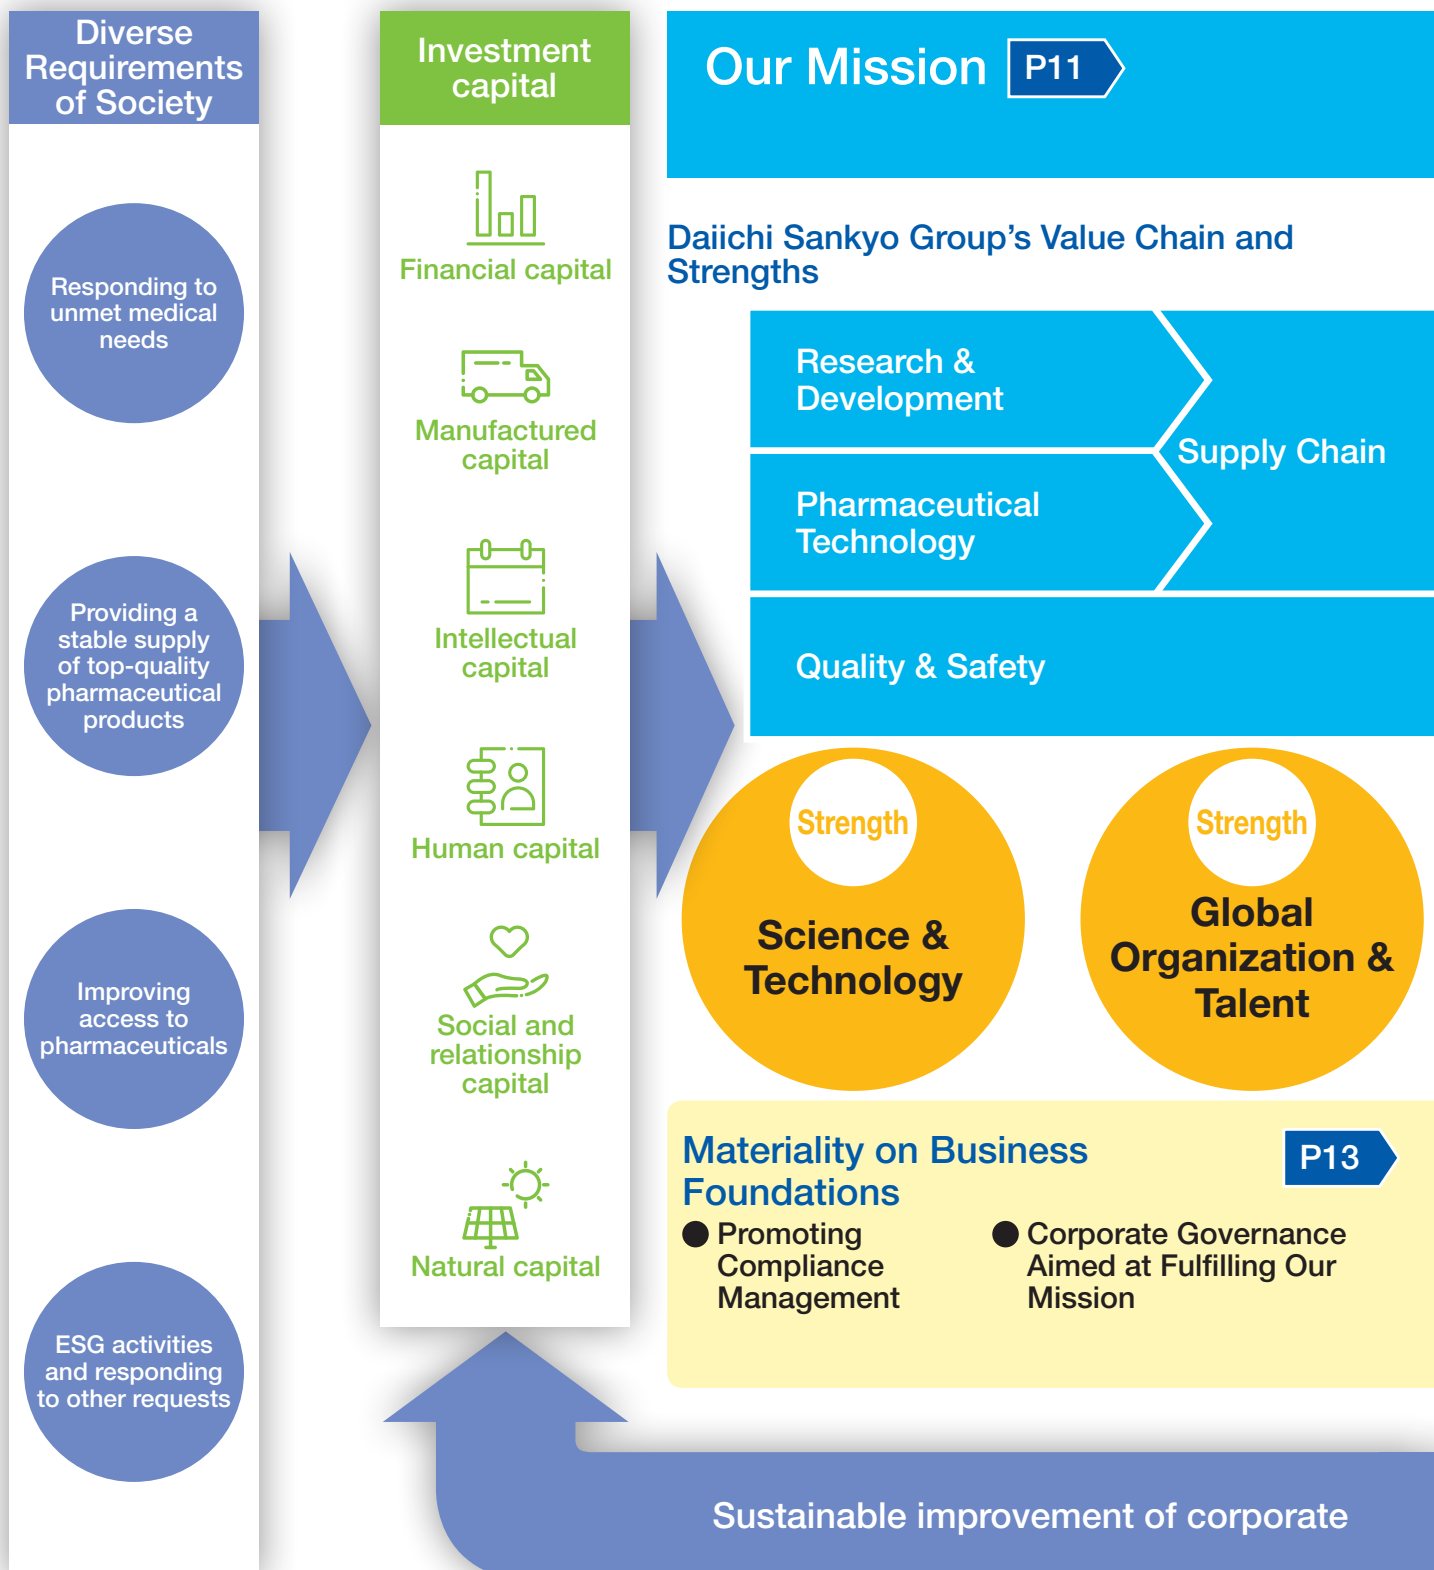 Diverse
Requirements
of Society
Responding to
unmet medical
needs
Providing a
stable supply
of top-quality
pharmaceutical
products
Improving
access to
pharmaceuticals
ESG activities
and responding
to other requests
Investment
capital
Financial capital
Manufactured
capital
Intellectual
capital
Human capital
Social and
relationship
capital
Natural capital
Our Mission P11
Daiichi Sankyo Group’s Value Chain and
Strengths
Research &
Development
Pharmaceutical
Technology
Supply Chain
Quality & Safety
Strength
Science &
Technology
Strength
Global
Organization &
Talent
Materiality on Business
Foundations
P13
● Promoting
Compliance
Management
● Corporate Governance
Aimed at Fulfilling Our
Mission
Sustainable improvement of corporate